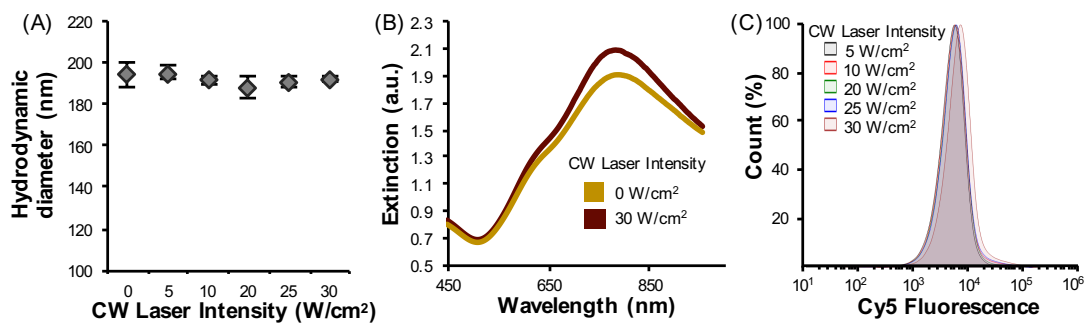 (A)
Hydrodynamic
diameter (nm)
220
200
180
160
140
120
100
0
5
10
20
25
30
CW Laser Intensity (W/cm²)
(B)
Extinction (a.u.)
2.3
2.1
1.9
1.7
1.5
1.3
1.1
0.9
0.7
0.5
CW Laser Intensity
0 W/cm²
30 W/cm²
450
650
850
Wavelength (nm)
(C)
Count (%)
100
80
60
40
20
CW Laser Intensity
5 W/cm²
10 W/cm²
20 W/cm²
25 W/cm²
30 W/cm²
10¹
10²
10³
10⁴
10⁵
10⁶
Cy5 Fluorescence